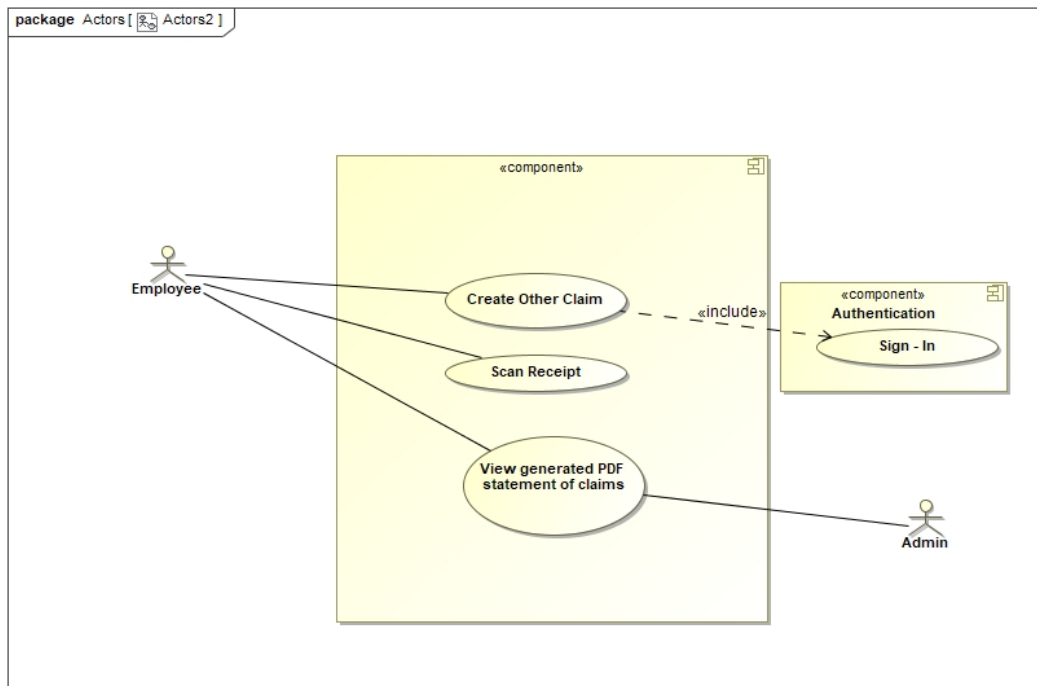 package Actors [ Actors2 ]
«component»
Employee
Create Other Claim
«include»
«component»
Authentication
Sign - In
Scan Receipt
View generated PDF
statement of claims
Admin